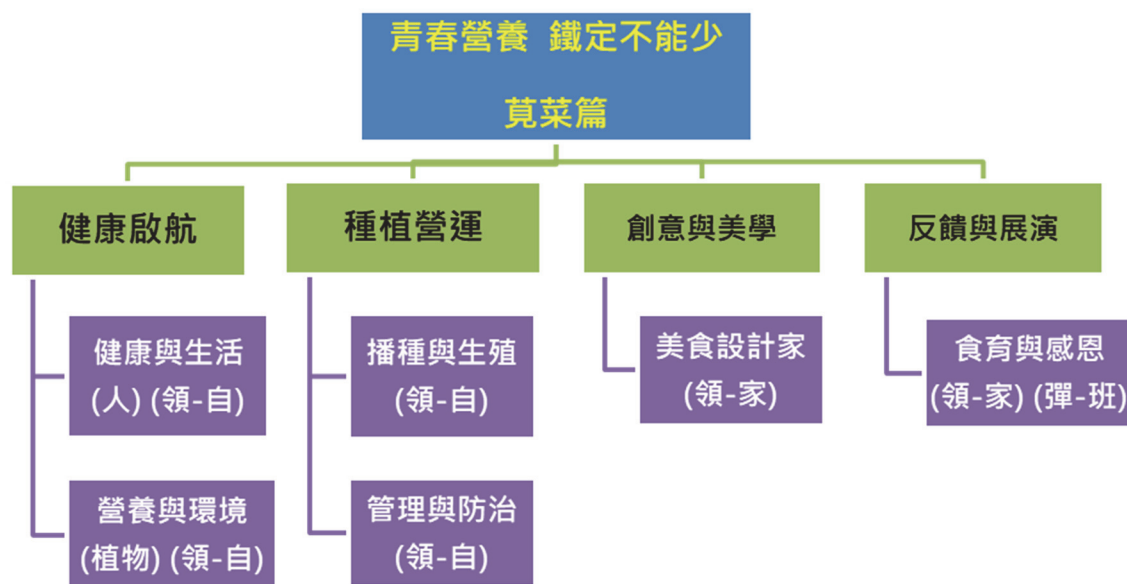 青春營養 鐵定不能少
莧菜篇
健康啟航
種植營運
創意與美學
反饋與展演
健康與生活
(人) (領-自)
營養與環境
(植物) (領-自)
播種與生殖
(領-自)
管理與防治
(領-自)
美食設計家
(領-家)
食育與感恩
(領-家) (彈-班)